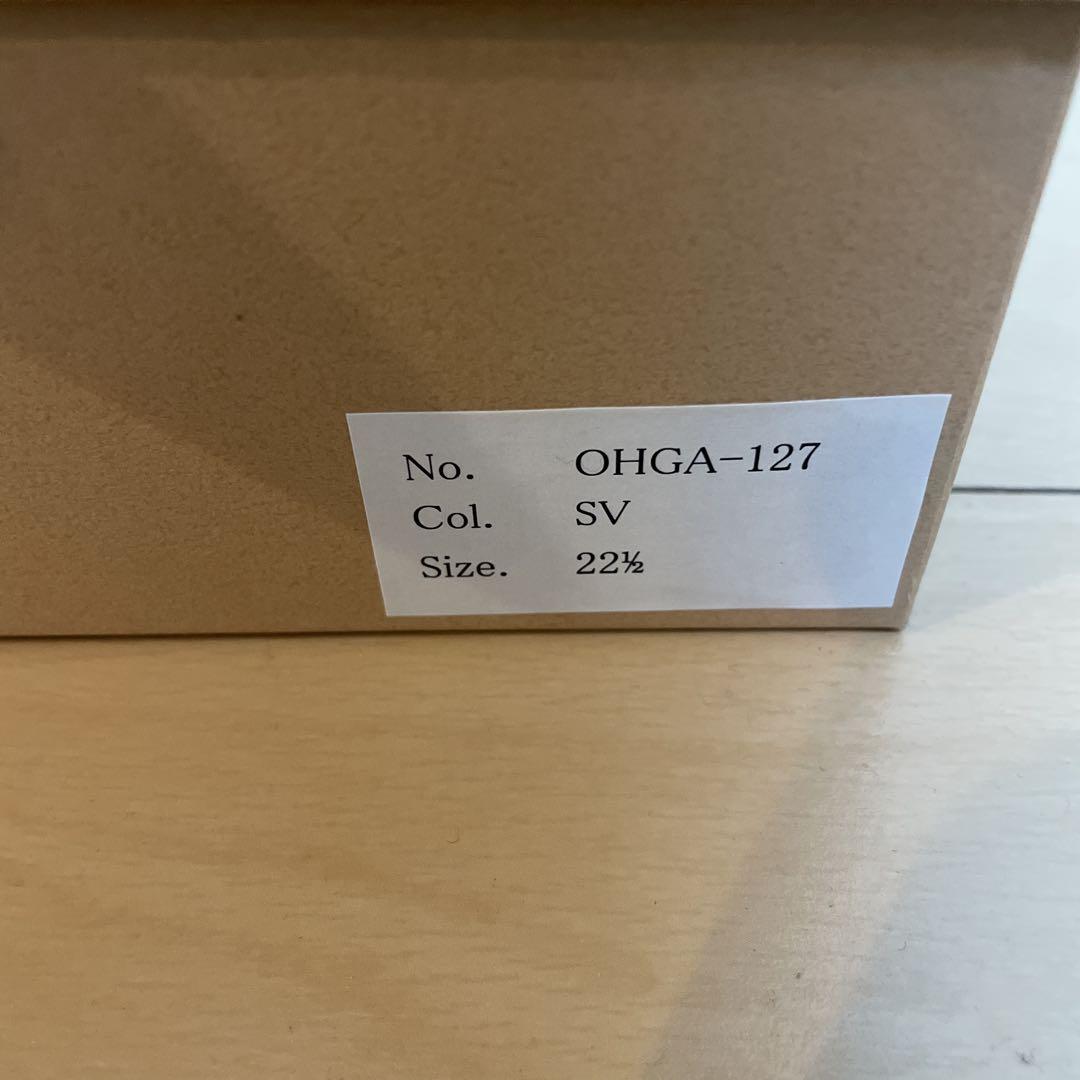 No. OHGA-127
Col. SV
Size. 22½